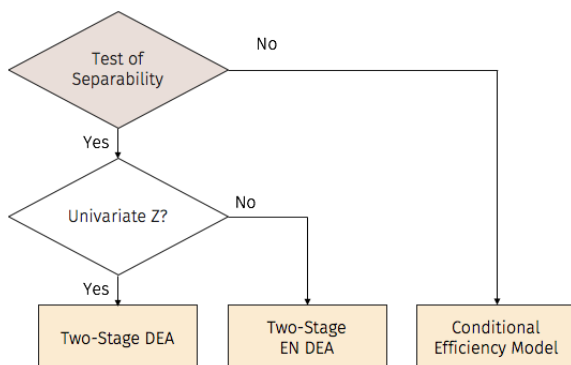 Test of
Separability
No
Yes
Univariate Z?
No
Yes
Two-Stage DEA
Two-Stage
EN DEA
Conditional
Efficiency Model